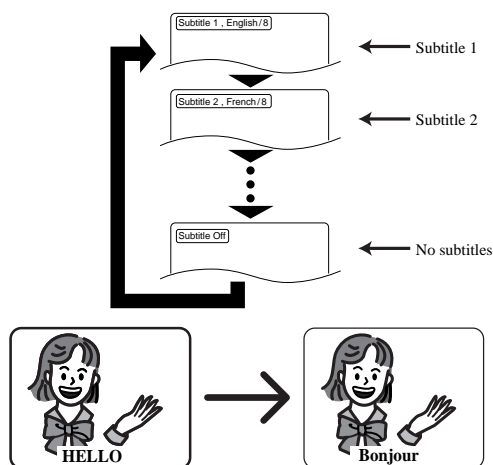 Subtitle 1 , English/8
Subtitle 1
Subtitle 2 , French/8
Subtitle 2
Subtitle Off
No subtitles
HELLO
Bonjour